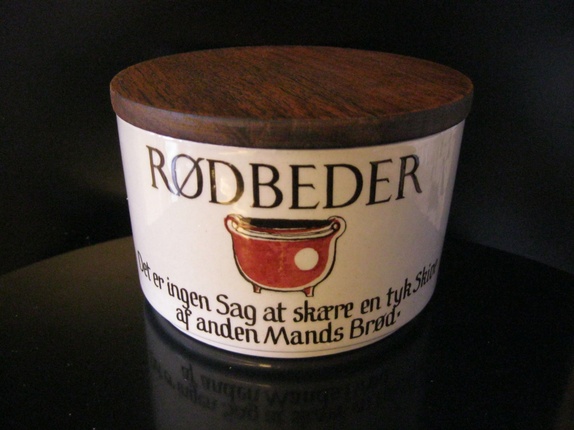 RØDBEDER
Det er ingen Sag at skære en tyk Skive
af anden Mands Brød.